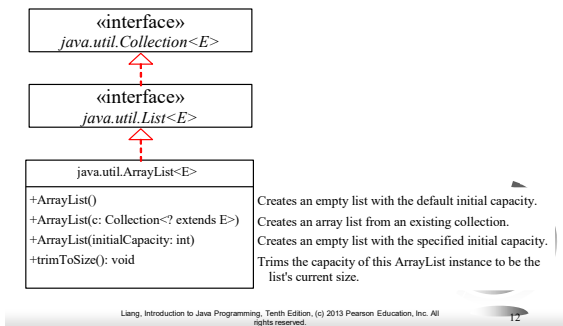 «interface»
java.util.Collection<E>
«interface»
java.util.List<E>
java.util.ArrayList<E>
+ArrayList()
Creates an empty list with the default initial capacity.
+ArrayList(c: Collection<? extends E>)
Creates an array list from an existing collection.
+ArrayList(initialCapacity: int)
Creates an empty list with the specified initial capacity.
+trimToSize(): void
Trims the capacity of this ArrayList instance to be the
list's current size.
Liang, Introduction to Java Programming, Tenth Edition, (c) 2013 Pearson Education, Inc. All
rights reserved.
12